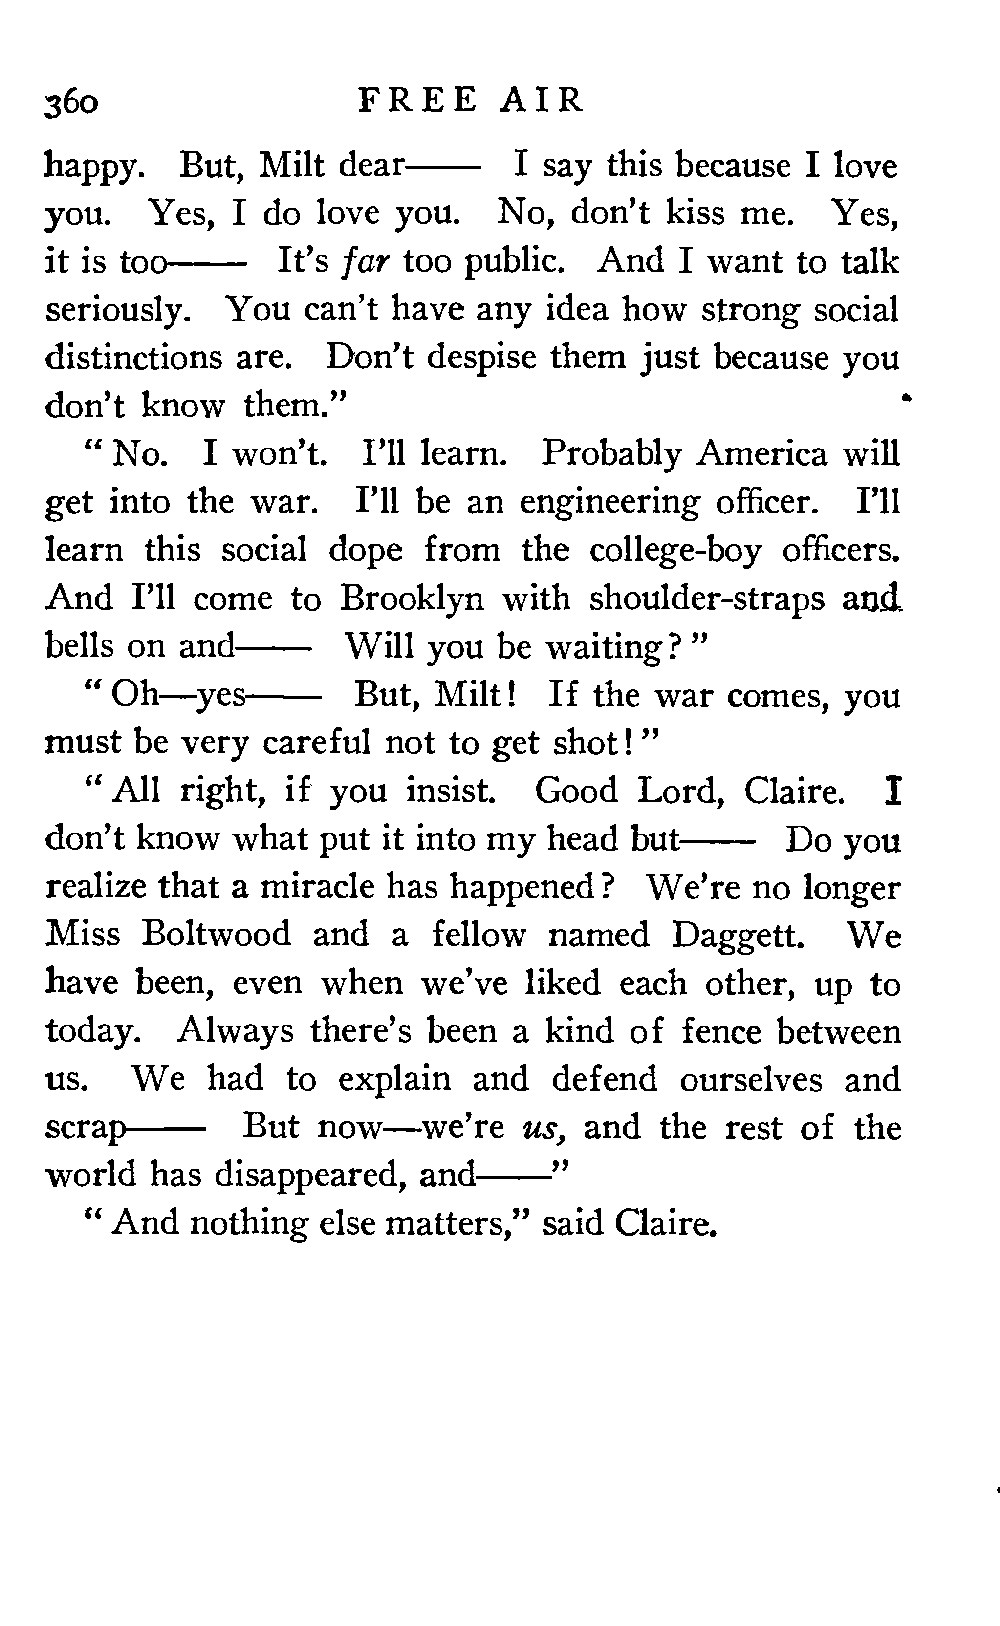 360 FREE AIR
happy. But, Milt dear—— I say this because I love
you. Yes, I do love you. No, don't kiss me. Yes,
it is too—— It's far too public. And I want to talk
seriously. You can't have any idea how strong social
distinctions are. Don't despise them just because you
don't know them."
"No. I won't. I'll learn. Probably America will
get into the war. I'll be an engineering officer. I'll
learn this social dope from the college-boy officers.
And I'll come to Brooklyn with shoulder-straps and
bells on and—— Will you be waiting?"
"Oh—yes—— But, Milt! If the war comes, you
must be very careful not to get shot!"
"All right, if you insist. Good Lord, Claire. I
don't know what put it into my head but—— Do you
realize that a miracle has happened? We're no longer
Miss Boltwood and a fellow named Daggett. We
have been, even when we've liked each other, up to
today. Always there's been a kind of fence between
us. We had to explain and defend ourselves and
scrap—— But now—we're us, and the rest of the
world has disappeared, and——"
"And nothing else matters," said Claire.